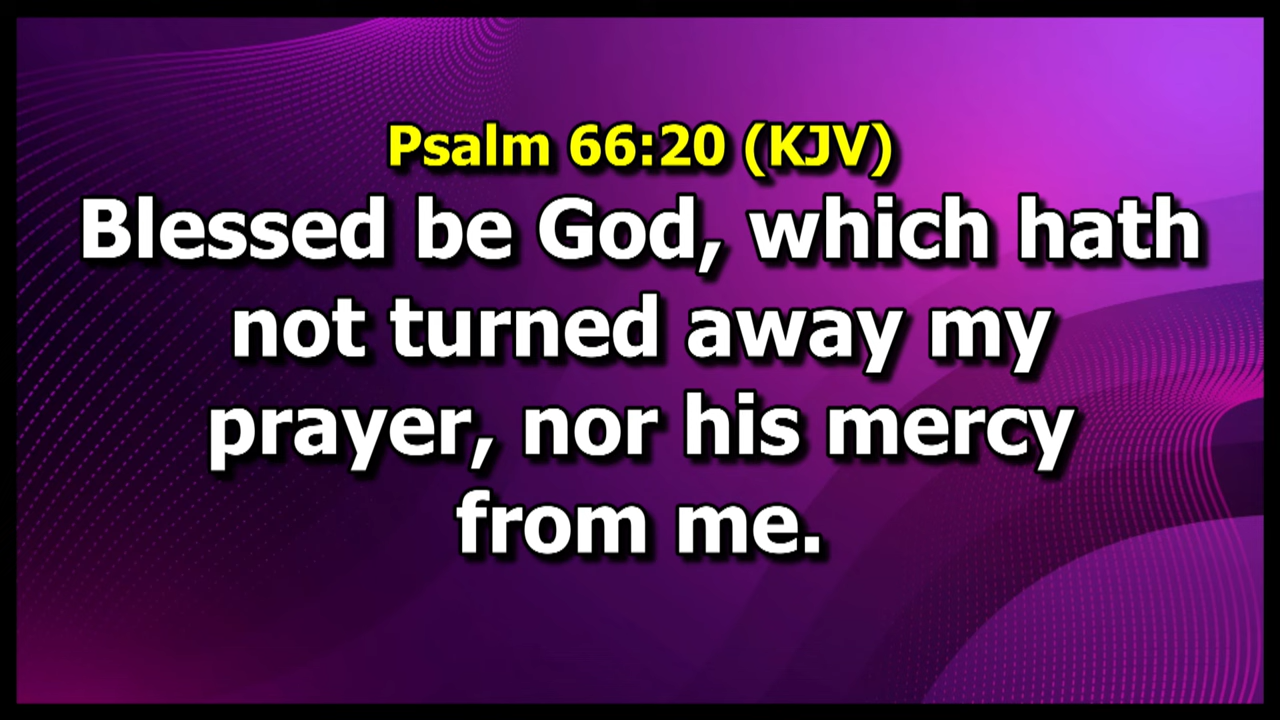 Psalm 66:20 (KJV)
Blessed be God, which hath
not turned away my
prayer, nor his mercy
from me.